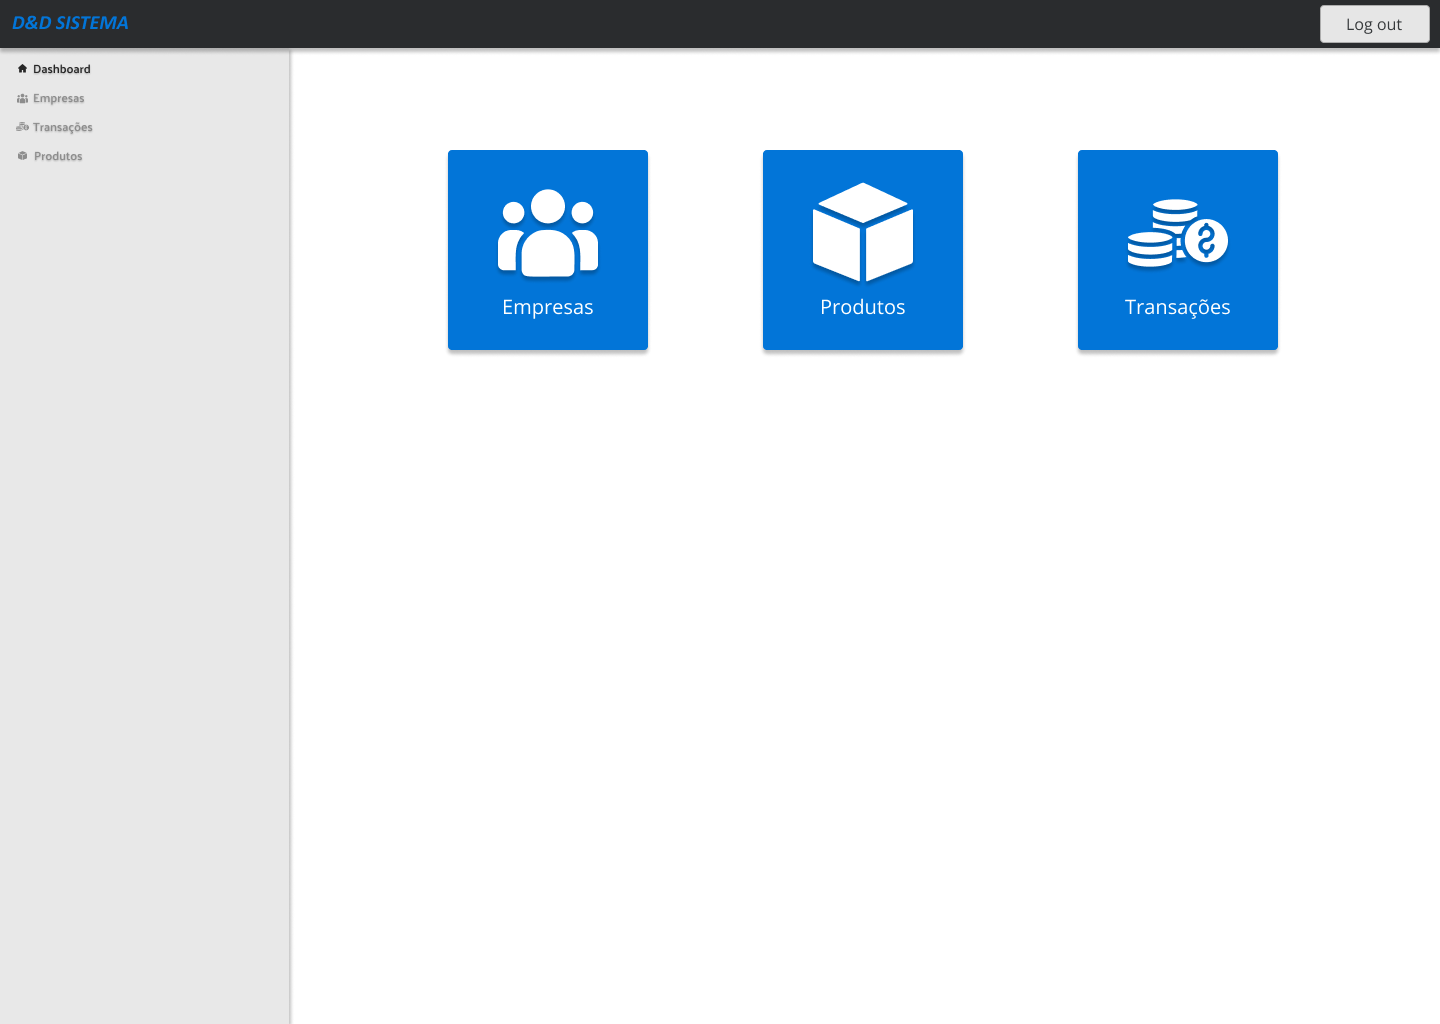 D&D SISTEMA
Log out
Dashboard
Empresas
Transações
Produtos
Empresas
Produtos
Transações